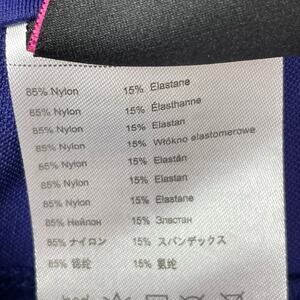 85% Nylon 15% Elastane
85% Nylon 15% Élasthanne
85% Nylon 15% Elastan
85% Nylon 15% Włókno elastomerowe
85% Nylon 15% Elastán
85% Nylon 15% Elastan
85% Nylon 15% Elastane
85% Нейлон 15% Эластан
85% ナイロン 15% スパンデックス
85% 锦纶 15% 氨纶